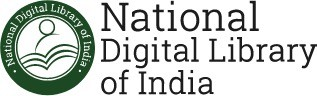 · National Digital Library of India ·
National
Digital Library
of India